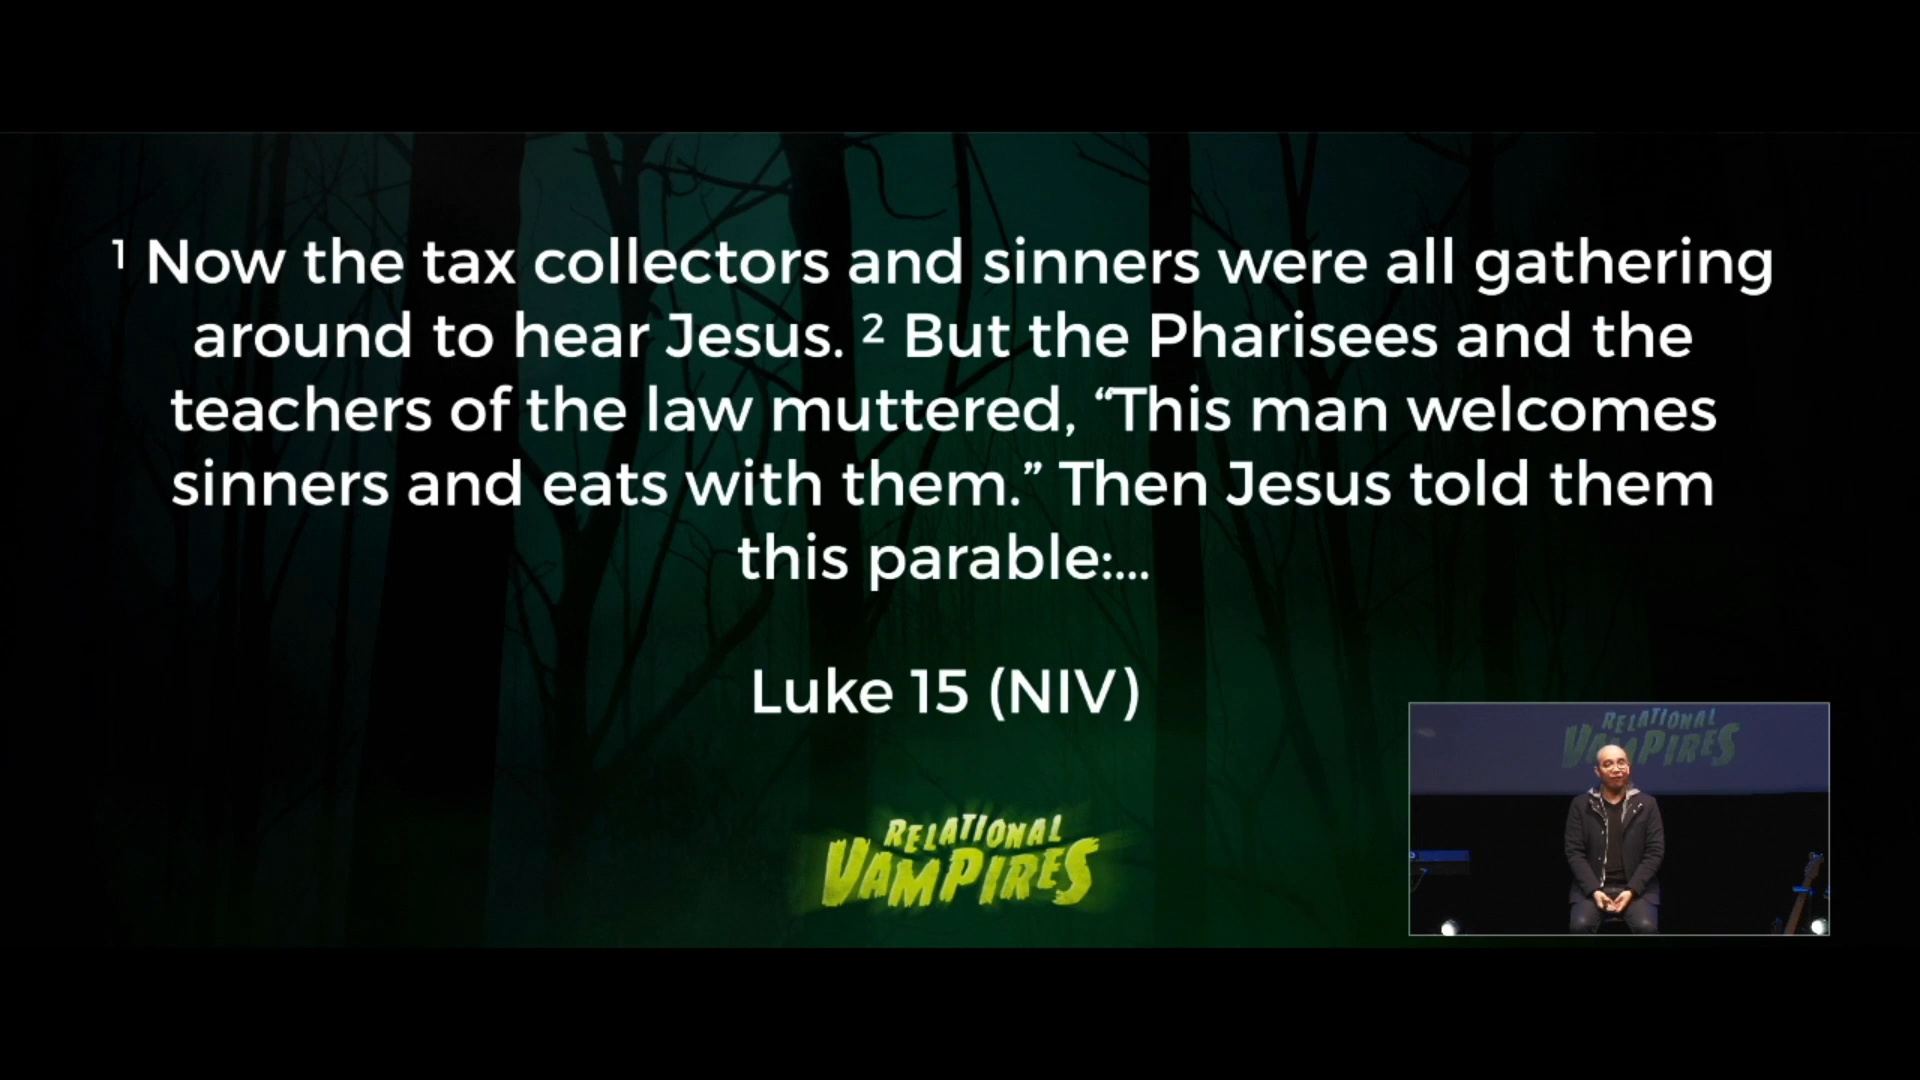 ¹ Now the tax collectors and sinners were all gathering
around to hear Jesus. ² But the Pharisees and the
teachers of the law muttered, “This man welcomes
sinners and eats with them.” Then Jesus told them
this parable:...
Luke 15 (NIV)
RELATIONAL
VAMPIRES
RELATIONAL
VAMPIRES